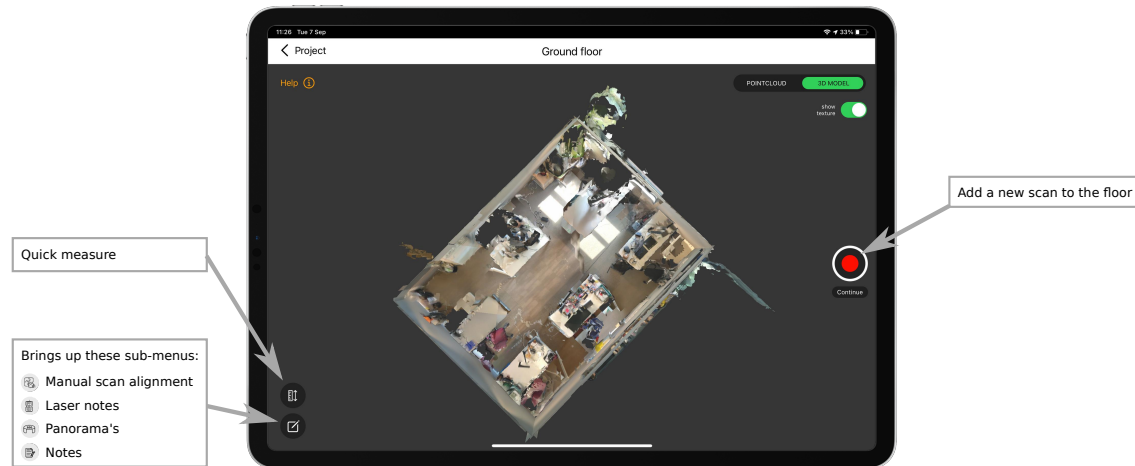 11:26 Tue 7 Sep
33%
Project
Ground floor
Help
POINTCLOUD
3D MODEL
show
texture
Add a new scan to the floor
Quick measure
Continue
Brings up these sub-menus:
Manual scan alignment
Laser notes
Panorama's
Notes